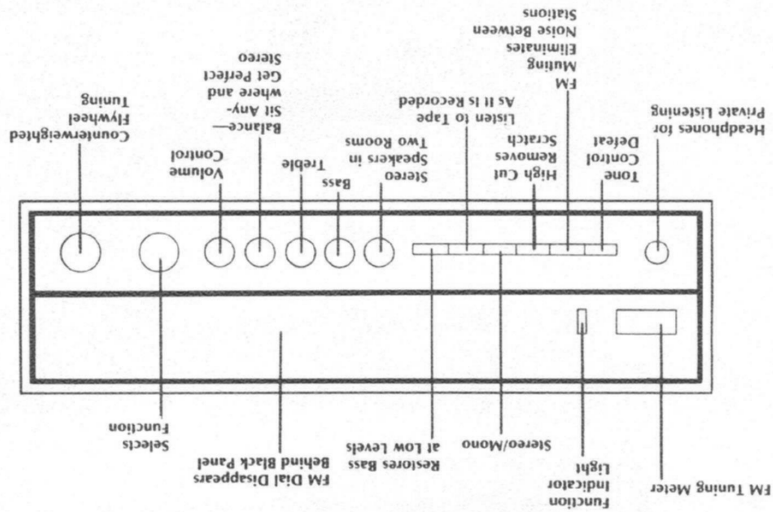 FM Tuning Meter
Function
Indicator
Light
Stereo/Mono
Restores Bass
at Low Levels
FM Dial Disappears
Behind Black Panel
Selects
Function
Headphones for
Private Listening
Tone
Control
Defeat
FM
Muting
Eliminates
Noise Between
Stations
High Cut
Removes
Scratch
Listen to Tape
As It Is Recorded
Stereo
Speakers in
Two Rooms
Bass
Treble
Balance—
Sit Any-
where and
Get Perfect
Stereo
Volume
Control
Counterweighted
Flywheel
Tuning